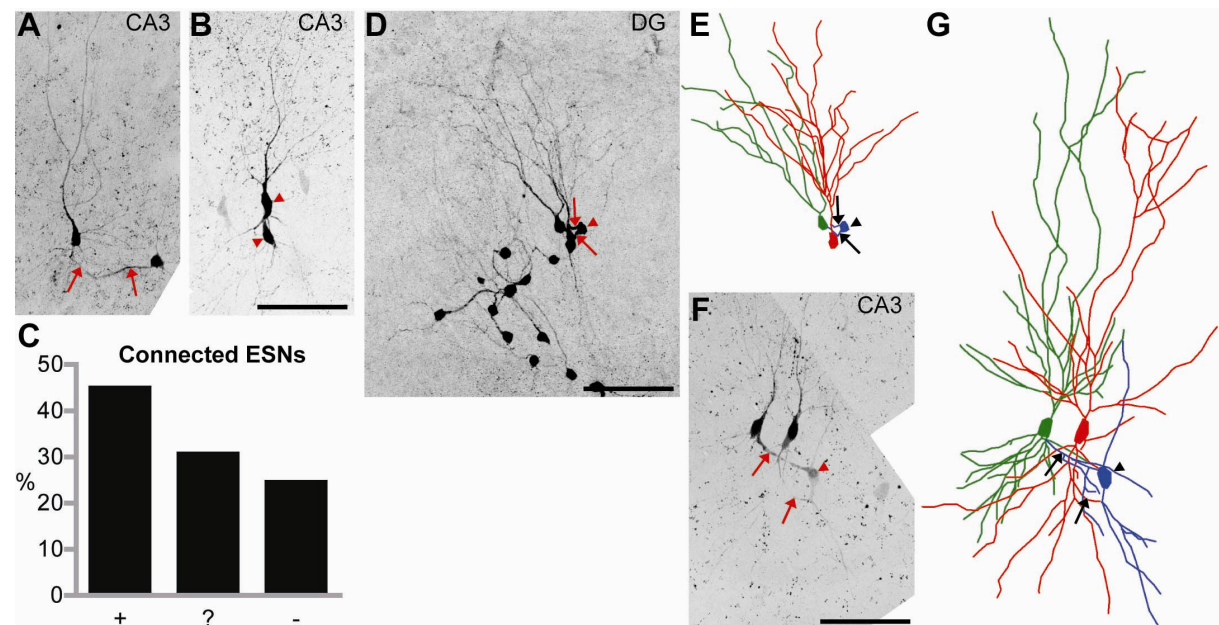 A CA3
B CA3
C
Connected ESNs
50
40
%
30
20
10
0
+ ? -
D DG
E
F CA3
G